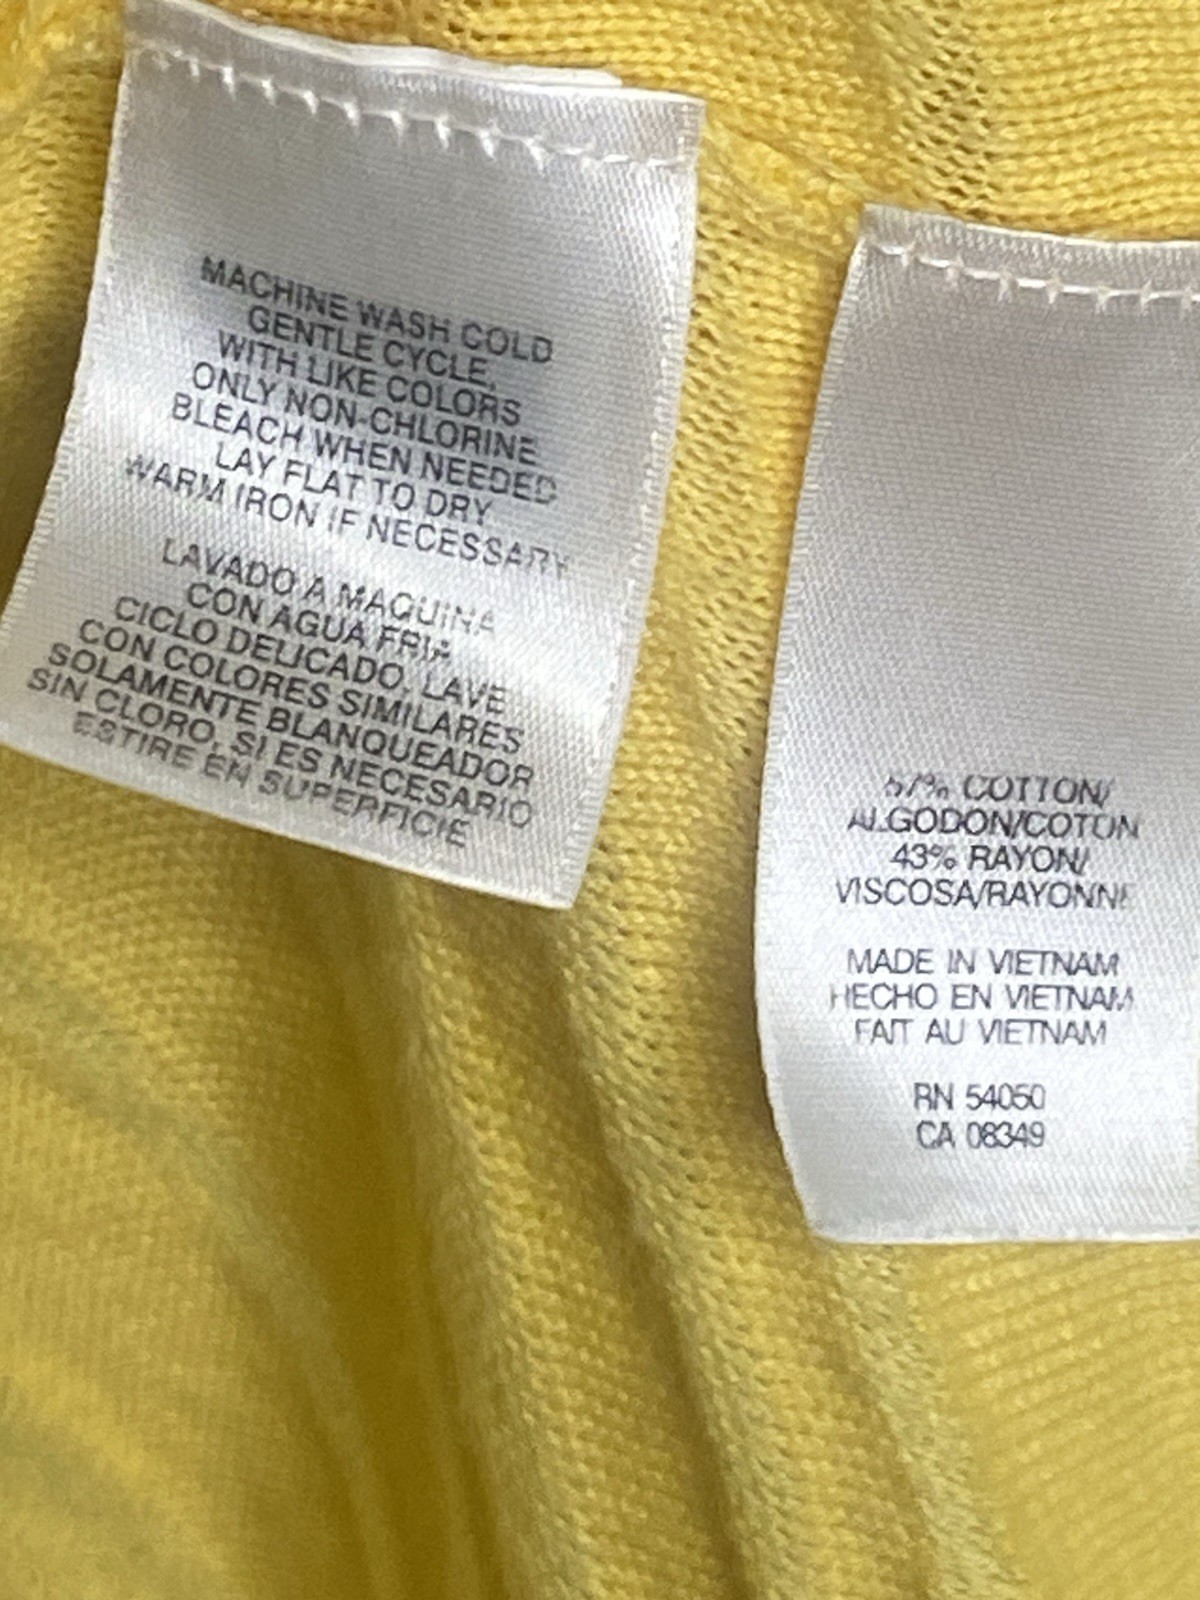 MACHINE WASH COLD
GENTLE CYCLE,
WITH LIKE COLORS
ONLY NON-CHLORINE
BLEACH WHEN NEEDED
LAY FLAT TO DRY
WARM IRON IF NECESSARY
LAVADO A MAQUINA
CON AGUA FRIA
CICLO DELICADO, LAVE
CON COLORES SIMILARES
SOLAMENTE BLANQUEADOR
SIN CLORO, SI ES NECESARIO
ESTIRE EN SUPERFICIE
57% COTTON/
ALGODON/COTON
43% RAYON/
VISCOSA/RAYONNE
MADE IN VIETNAM
HECHO EN VIETNAM
FAIT AU VIETNAM
RN 54050
CA 08349